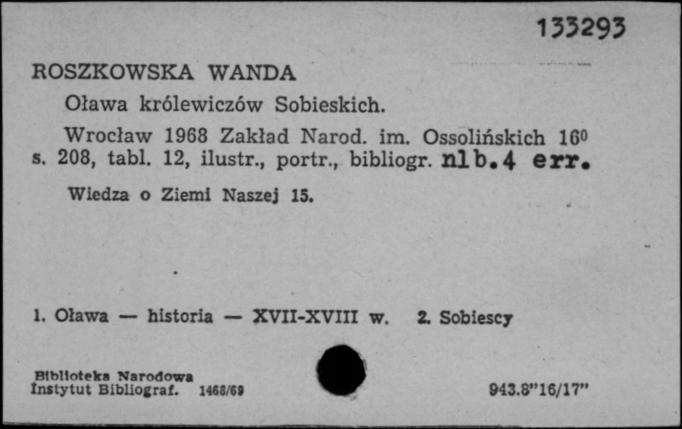 133293
ROSZKOWSKA WANDA
Oława królewiczów Sobieskich.
Wrocław 1968 Zakład Narod. im. Ossolińskich 16⁰
s. 208, tabl. 12, ilustr., portr., bibliogr. nlb.4 err.
Wiedza o Ziemi Naszej 15.
1. Oława — historia — XVII-XVIII w. 2. Sobiescy
Biblioteka Narodowa
Instytut Bibliograf. 1468/69
943.8"16/17"